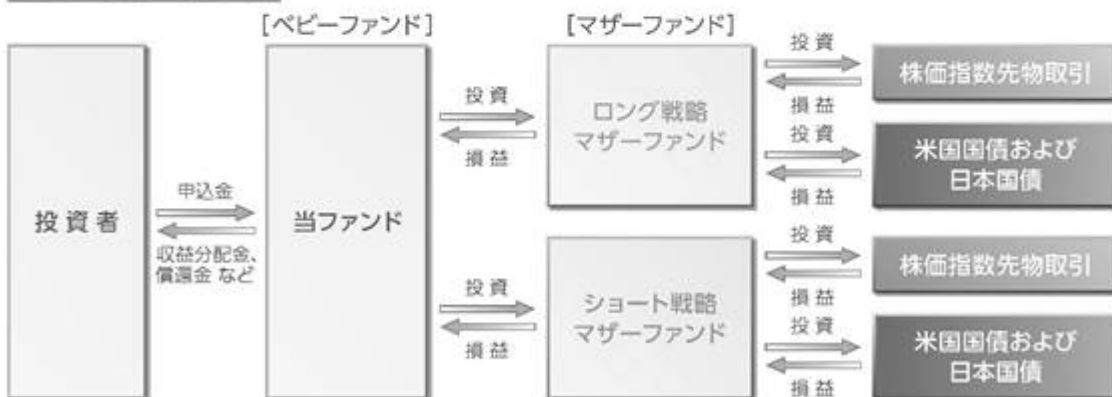 [ベビーファンド]
[マザーファンド]
投資者
申込金
収益分配金、
償還金 など
当ファンド
投資
損益
ロング戦略
マザーファンド
投資
損益
株価指数先物取引
投資
損益
米国国債および
日本国債
投資
損益
ショート戦略
マザーファンド
投資
損益
株価指数先物取引
投資
損益
米国国債および
日本国債